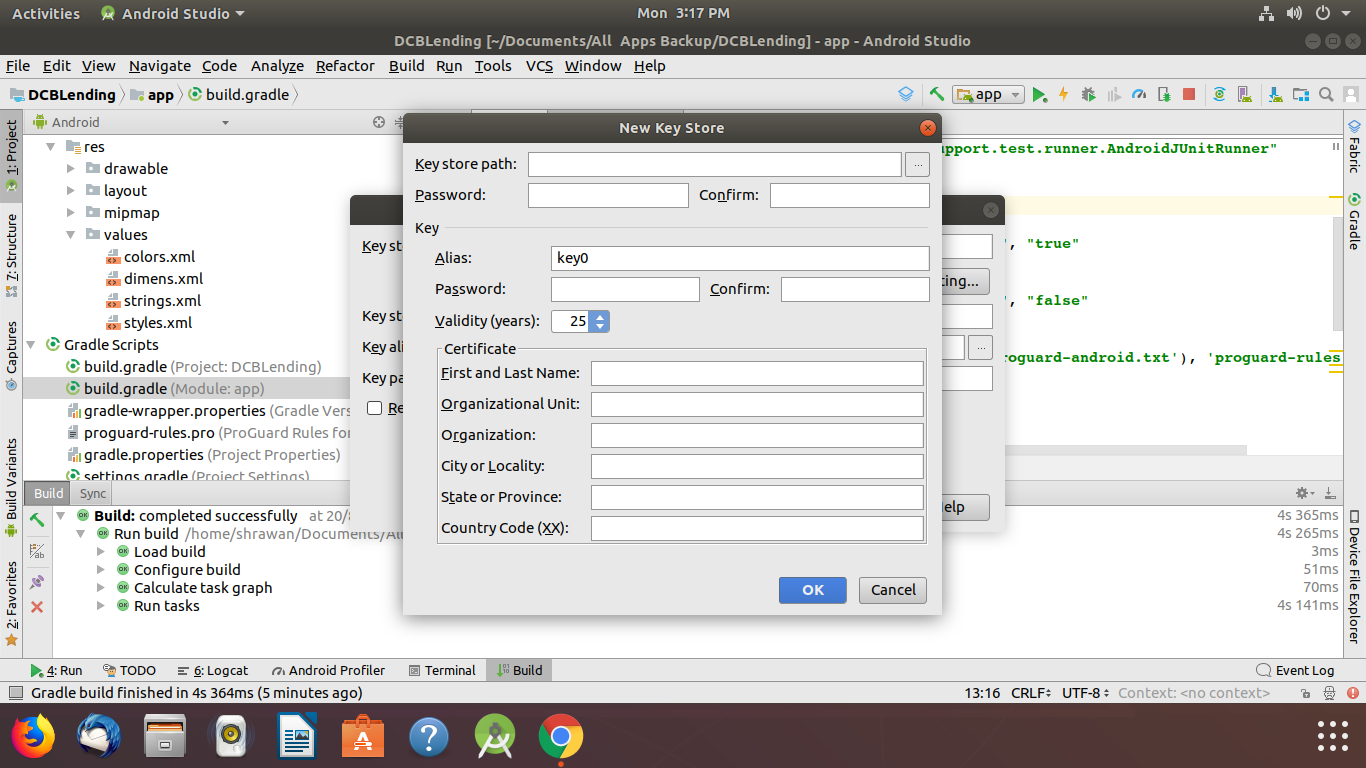 Activities Android Studio Mon 3:17 PM
DCBLending [~/Documents/All Apps Backup/DCBLending] - app - Android Studio
File Edit View Navigate Code Analyze Refactor Build Run Tools VCS Window Help
DCBLending app build.gradle app
Android
1: Project
7: Structure
Captures
Build Variants
2: Favorites
res
drawable
layout
mipmap
values
colors.xml
dimens.xml
strings.xml
styles.xml
Gradle Scripts
build.gradle (Project: DCBLending)
build.gradle (Module: app)
gradle-wrapper.properties (Gradle Vers
proguard-rules.pro (ProGuard Rules for
gradle.properties (Project Properties)
settings.gradle (Project Settings)
Key st
Key st
Key ali
Key pa
Re
New Key Store
Key store path: ...
Password: Confirm:
Key
Alias: key0
Password: Confirm:
Validity (years): 25
Certificate
First and Last Name:
Organizational Unit:
Organization:
City or Locality:
State or Province:
Country Code (XX):
OK Cancel
ting...
...
elp
pport.test.runner.AndroidJUnitRunner"
, "true"
, "false"
roguard-android.txt'), 'proguard-rules
Fabric
Gradle
Device File Explorer
Build Sync
Build: completed successfully at 20/8 4s 365ms
Run build /home/shrawan/Documents/All 4s 265ms
Load build 3ms
Configure build 51ms
Calculate task graph 70ms
Run tasks 4s 141ms
4: Run TODO 6: Logcat Android Profiler Terminal Build Event Log
Gradle build finished in 4s 364ms (5 minutes ago) 13:16 CRLF UTF-8 Context: <no context>